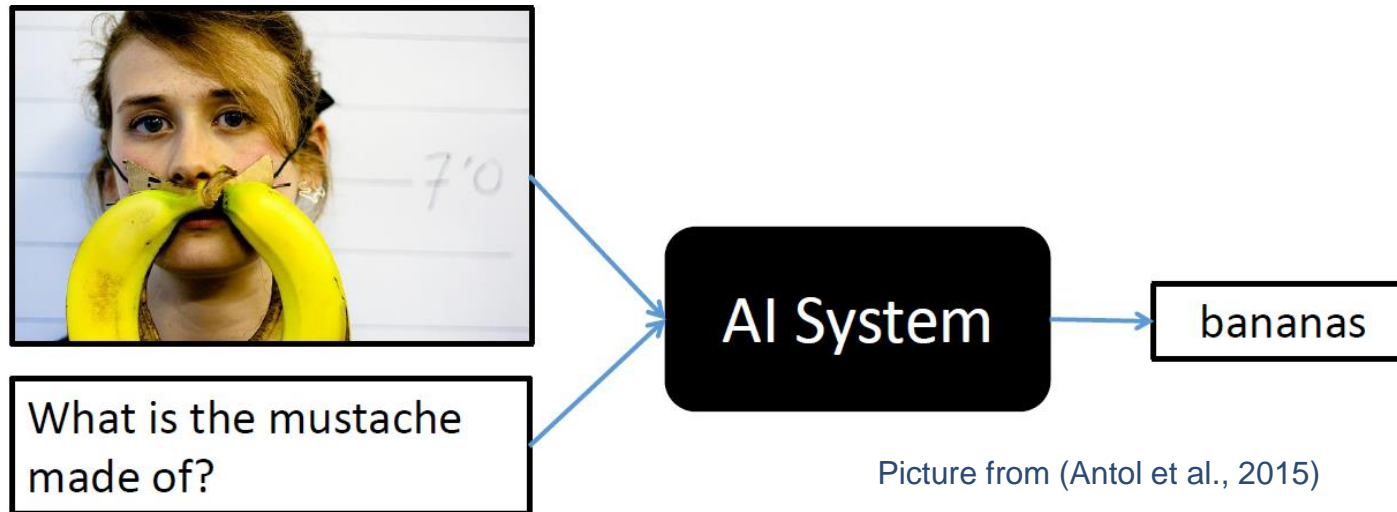 7'0
What is the mustache
made of?
AI System
bananas
Picture from (Antol et al., 2015)